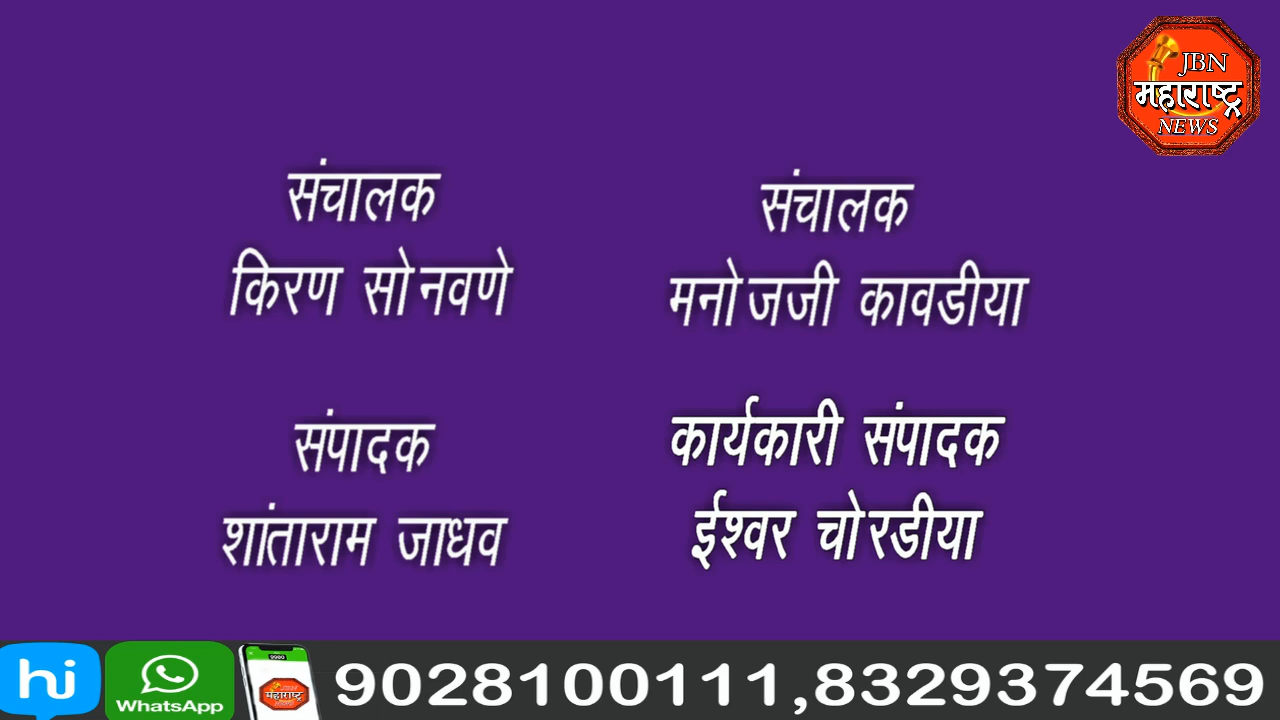 JBN
महाराष्ट्र
NEWS
संचालक
किरण सोनवणे
संचालक
मनोजजी कावडीया
संपादक
शांताराम जाधव
कार्यकारी संपादक
ईश्वर चोरडीया
hi
WhatsApp
महाराष्ट्र
9028100111,8329374569